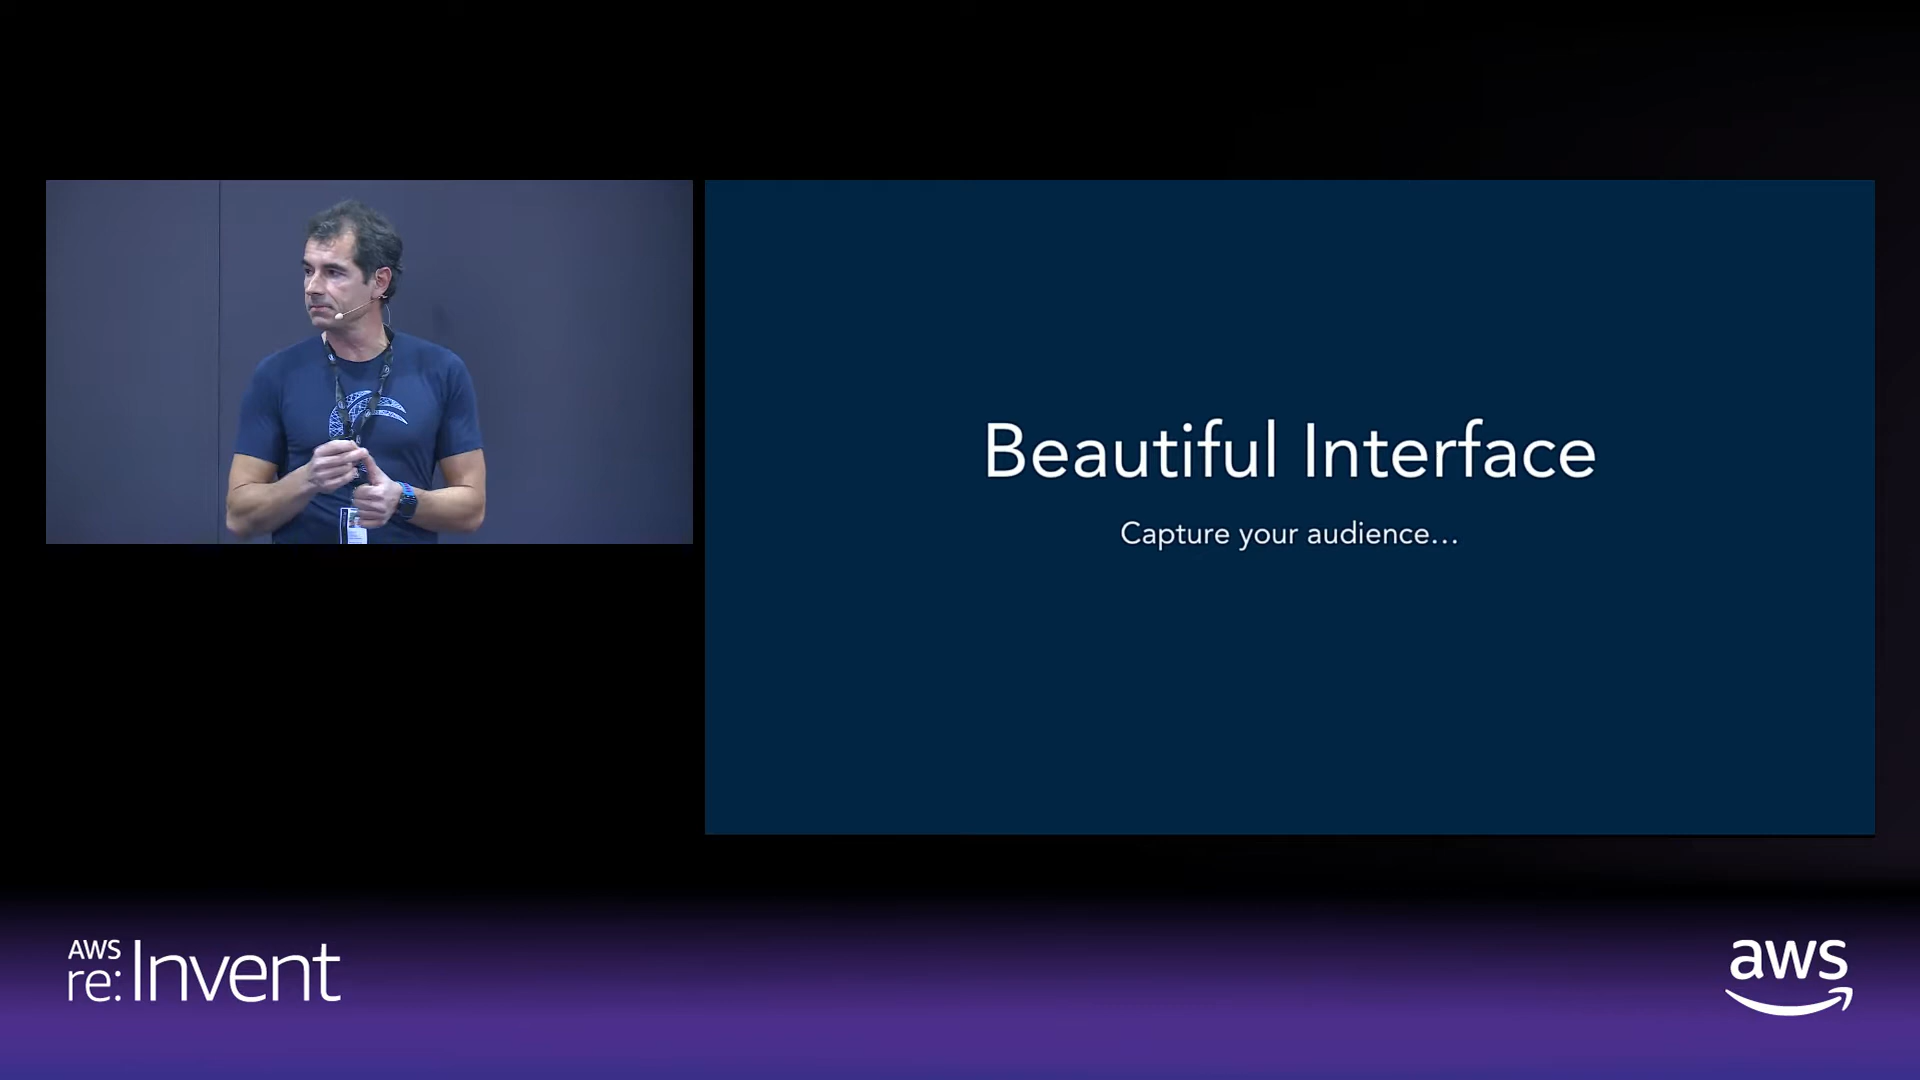 Beautiful Interface
Capture your audience…
AWS
re:Invent
aws